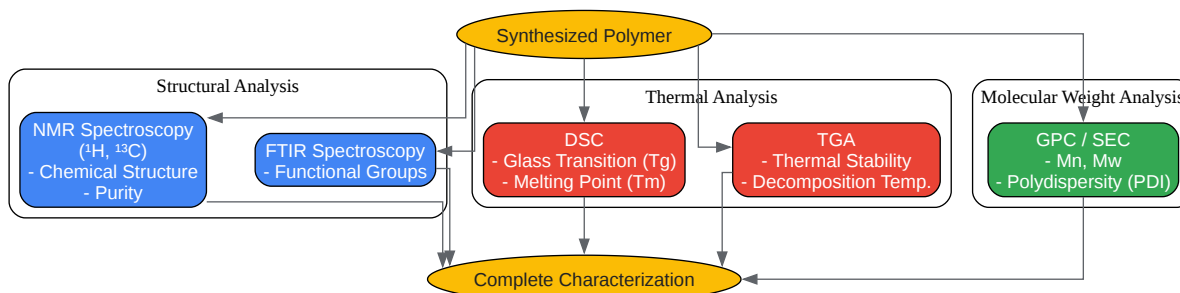 Synthesized Polymer
Structural Analysis
NMR Spectroscopy
(¹H, ¹³C)
- Chemical Structure
- Purity
FTIR Spectroscopy
- Functional Groups
Thermal Analysis
DSC
- Glass Transition (Tg)
- Melting Point (Tm)
TGA
- Thermal Stability
- Decomposition Temp.
Molecular Weight Analysis
GPC / SEC
- Mn, Mw
- Polydispersity (PDI)
Complete Characterization